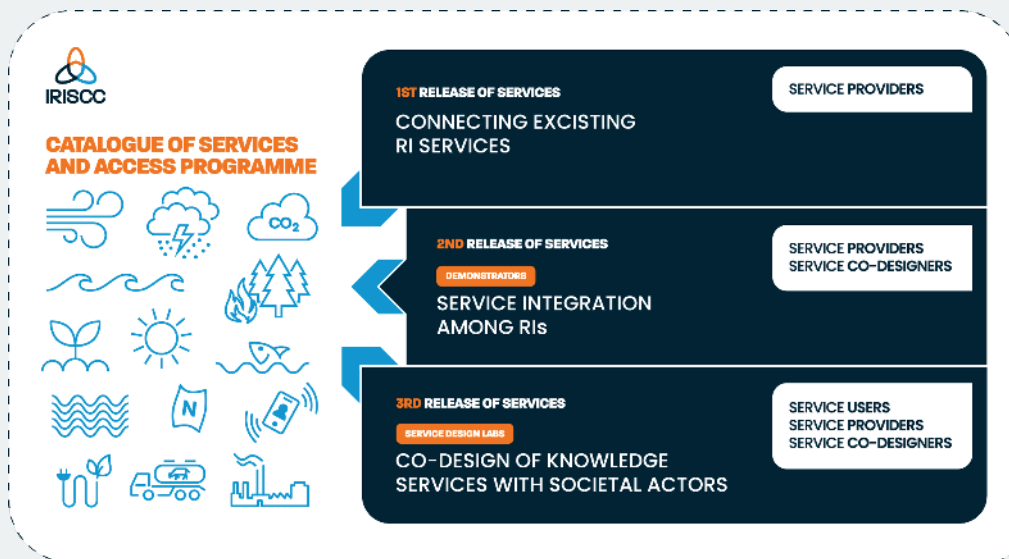 IRISCC
CATALOGUE OF SERVICES
AND ACCESS PROGRAMME
CO2
N
1ST RELEASE OF SERVICES
CONNECTING EXCISTING
RI SERVICES
SERVICE PROVIDERS
2ND RELEASE OF SERVICES
DEMONSTRATORS
SERVICE INTEGRATION
AMONG RIs
SERVICE PROVIDERS
SERVICE CO-DESIGNERS
3RD RELEASE OF SERVICES
SERVICE DESIGN LABS
CO-DESIGN OF KNOWLEDGE
SERVICES WITH SOCIETAL ACTORS
SERVICE USERS
SERVICE PROVIDERS
SERVICE CO-DESIGNERS